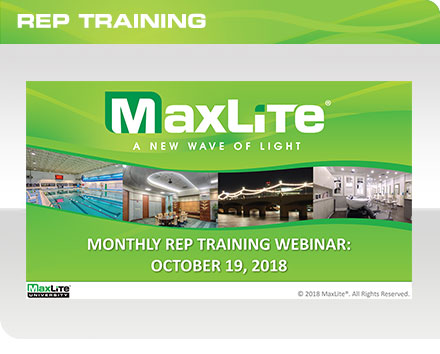 REP TRAINING
MAXLITE®
A NEW WAVE OF LIGHT
MONTHLY REP TRAINING WEBINAR:
OCTOBER 19, 2018
MAXLITE
UNIVERSITY
© 2018 MaxLite®. All Rights Reserved.